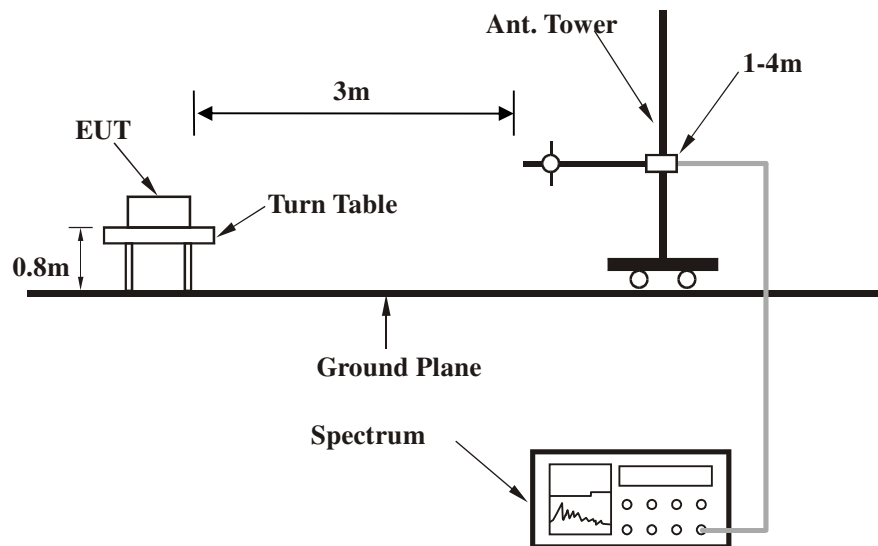 Ant. Tower
1-4m
3m
EUT
Turn Table
0.8m
Ground Plane
Spectrum